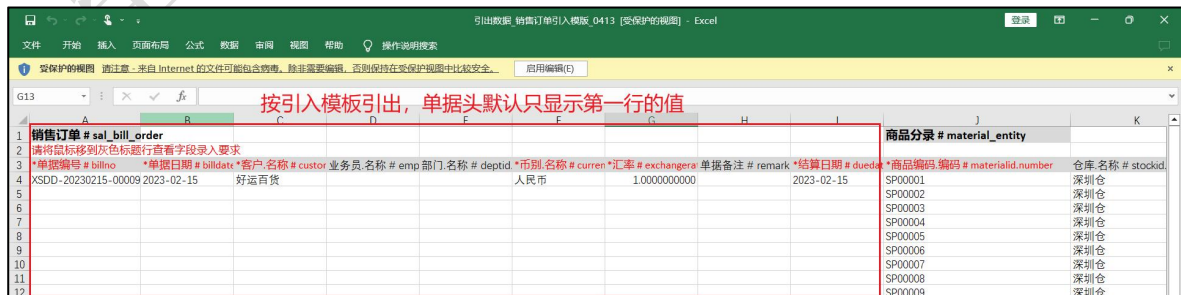 引出数据_销售订单引入模版_0413 [受保护的视图] - Excel
登录
文件 开始 插入 页面布局 公式 数据 审阅 视图 帮助 操作说明搜索
受保护的视图 请注意 - 来自 Internet 的文件可能包含病毒。除非需要编辑，否则保持在受保护视图中比较安全。 启用编辑(E)
G13 fx
按引入模板引出，单据头默认只显示第一行的值
A B C D E F G H I J K
1 销售订单 # sal_bill_order 商品分录 # material_entity
2 请将鼠标移到灰色标题行查看字段录入要求
3 *单据编号 # billno *单据日期 # billdate *客户.名称 # custor 业务员.名称 # emp 部门.名称 # deptid. *币别.名称 # curren *汇率 # exchangera 单据备注 # remark *结算日期 # duedat *商品编码.编码 # materialid.number 仓库.名称 # stockid.
4 XSDD-20230215-00009 2023-02-15 好运百货 人民币 1.0000000000 2023-02-15 SP00001 深圳仓
5 SP00002 深圳仓
6 SP00003 深圳仓
7 SP00004 深圳仓
8 SP00005 深圳仓
9 SP00006 深圳仓
10 SP00007 深圳仓
11 SP00008 深圳仓
12 SP00009 深圳仓